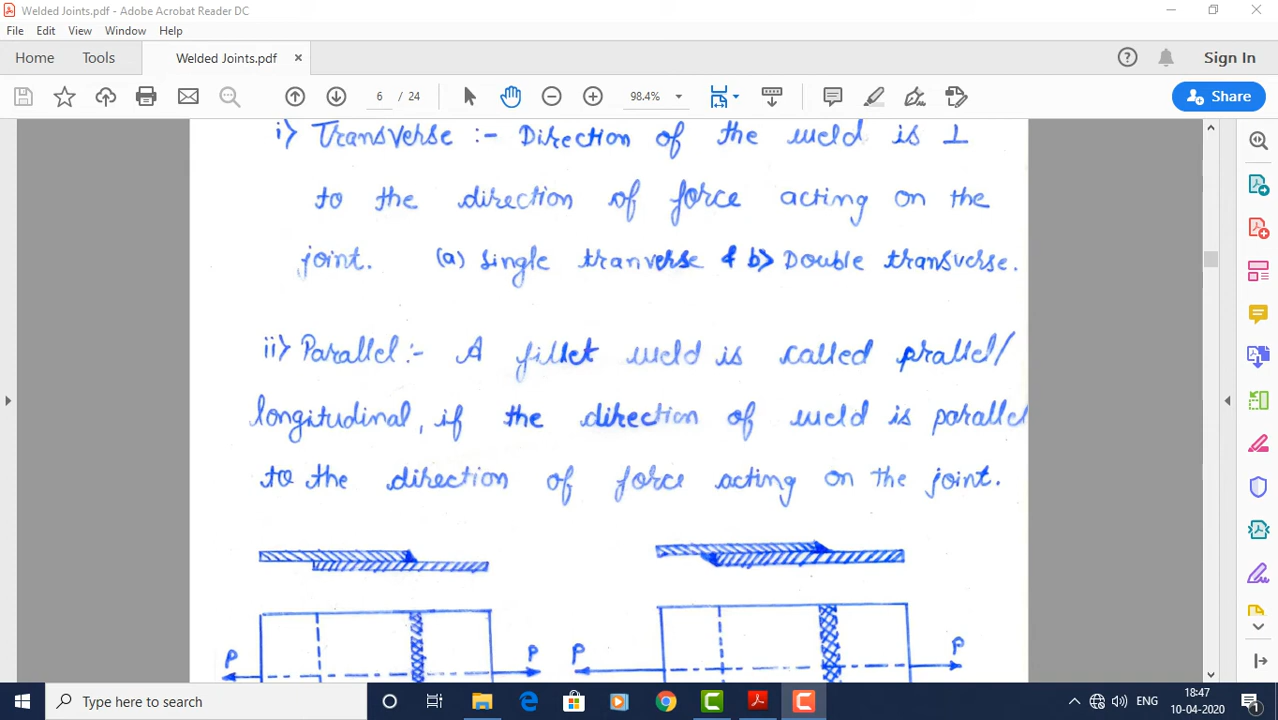 Welded Joints.pdf - Adobe Acrobat Reader DC
File Edit View Window Help
Home Tools Welded Joints.pdf × Sign In
6 / 24 98.4% Share
i) Transverse :- Direction of the weld is ⊥
to the direction of force acting on the
joint. (a) Single tranverse & b) Double transverse.
ii) Parallel :- A fillet weld is called prallel/
longitudinal, if the direction of weld is parallel
to the direction of force acting on the joint.
P P P P
Type here to search
ENG 18:47
10-04-2020
1